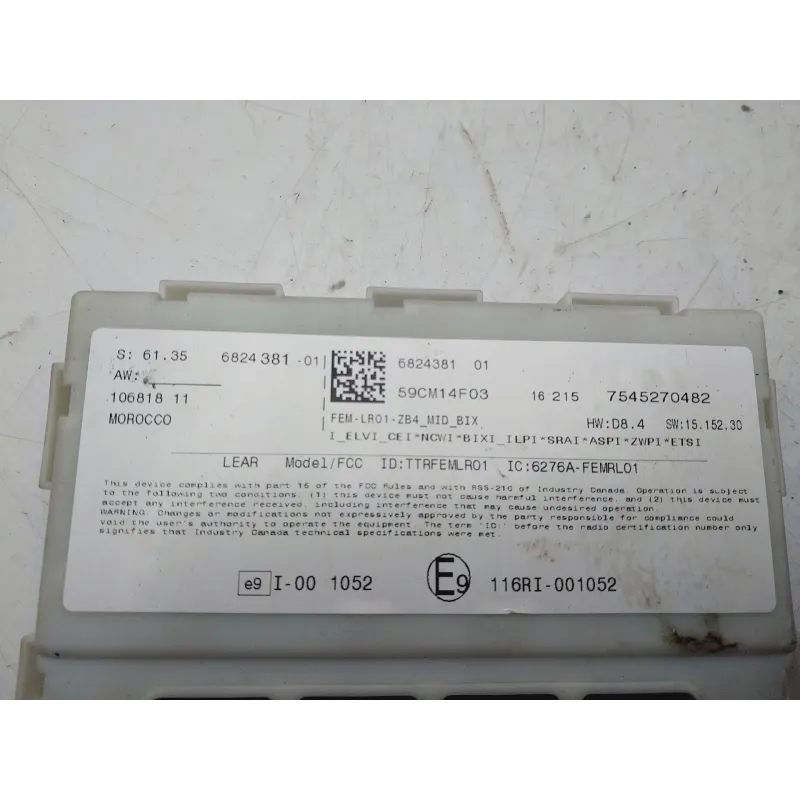 S: 61.35 6824381 -01 6824381 01
AW:
59CM14F03 16 215 7545270482
106818 11
MOROCCO FEM-LR01-ZB4_MID_BIX HW:D8.4 SW:15.152.30
I_ELVI_CEI*NCWI*BIXI_ILPI*SRAI*ASPI*ZWPI*ETSI
LEAR Model/FCC ID:TTRFEMLR01 IC:6276A-FEMRL01
This device complies with part 15 of the FCC Rules and with RSS-210 of Industry Canada. Operation is subject
to the following two conditions, (1) this device must not cause harmful interference, and (2) this device must
accept any interference received, including interference that may cause undesired operation.
WARNING: Changes or modifications not expressly approved by the party responsible for compliance could
void the user's authority to operate the equipment. The term 'IC:' before the radio certification number only
signifies that Industry Canada technical specifications were met.
e9 I-00 1052 E9 116RI-001052